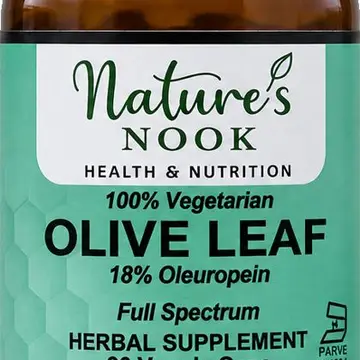 Nature's
NOOK
HEALTH & NUTRITION
100% Vegetarian
OLIVE LEAF
18% Oleuropein
Full Spectrum
HERBAL SUPPLEMENT
PARVE